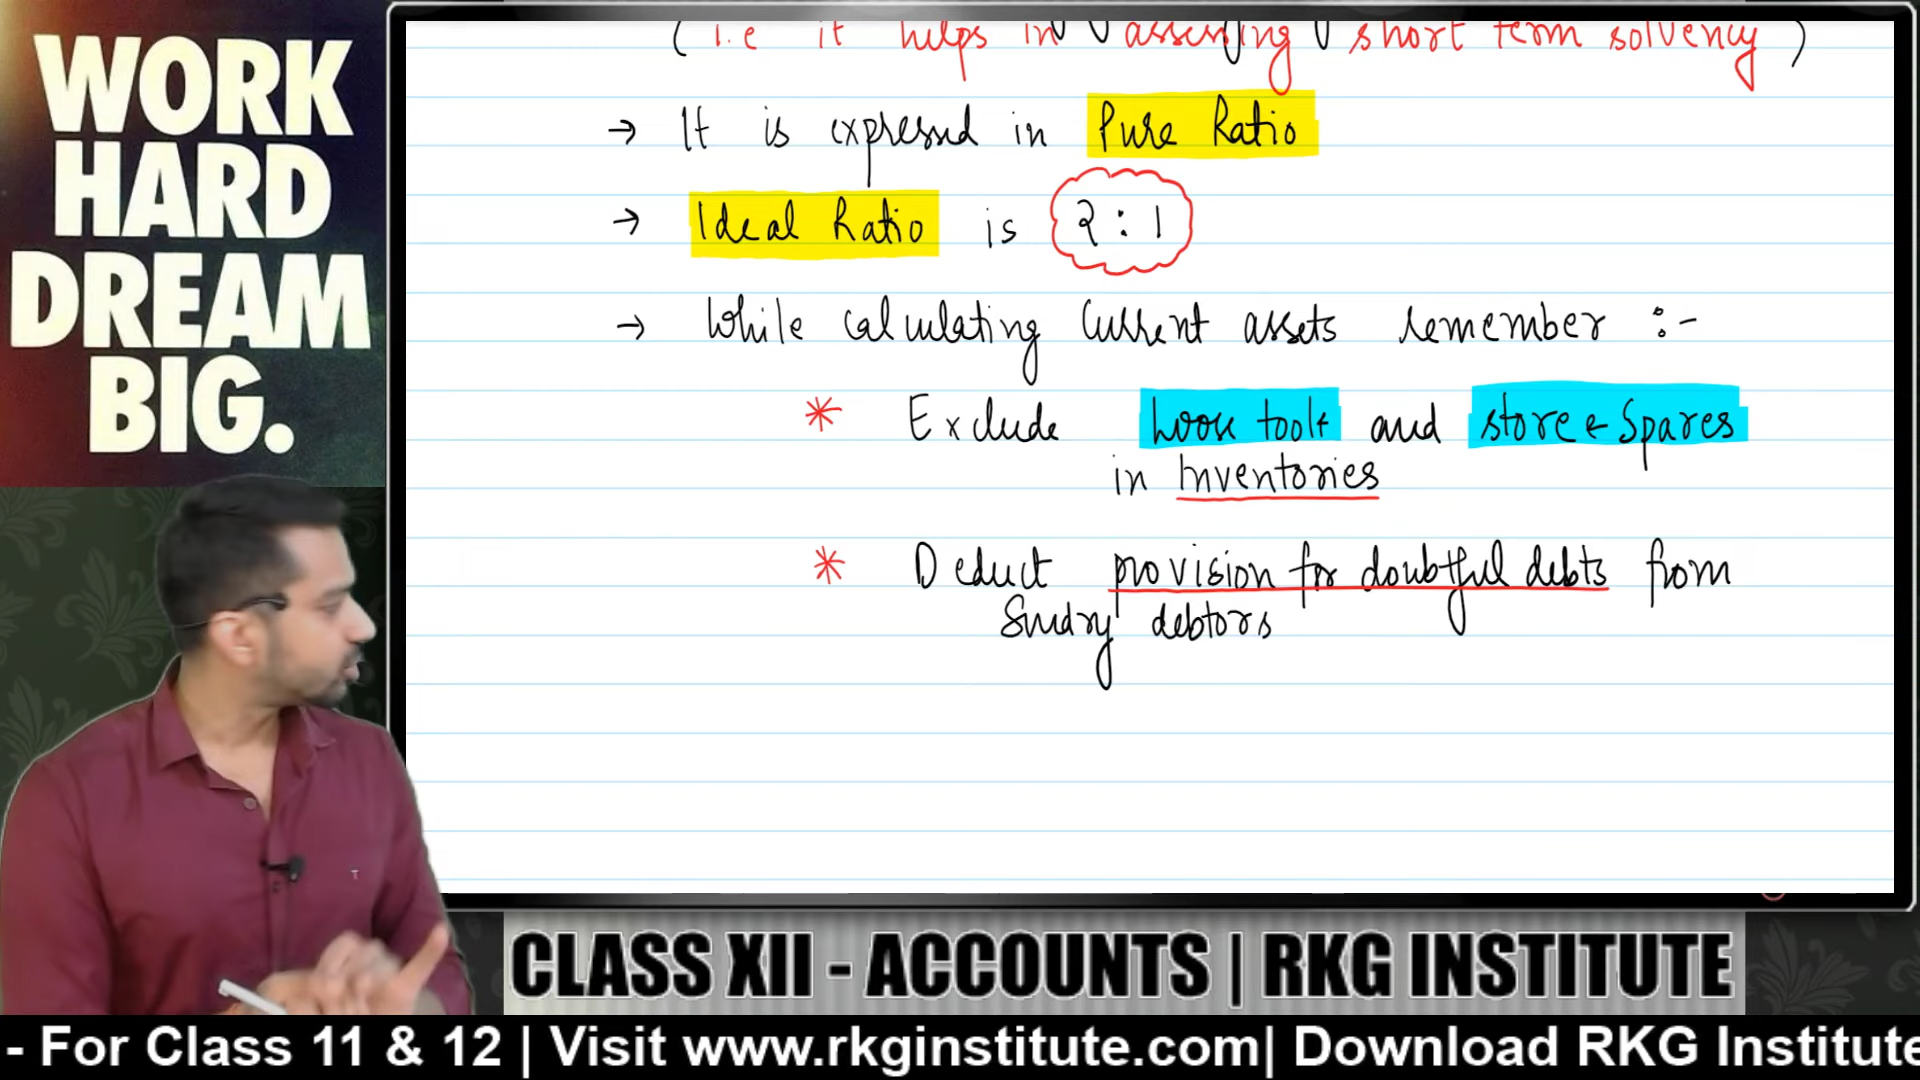 WORK
HARD
DREAM
BIG.
( i.e it helps in assessing short term solvency )
→ It is expressed in Pure Ratio
→ Ideal Ratio is 2 : 1
→ While calculating Current assets remember :-
* Exclude Loose tools and store & Spares
in Inventories
* Deduct provision for doubtful debts from
Sundry debtors
CLASS XII - ACCOUNTS | RKG INSTITUTE
- For Class 11 & 12 | Visit www.rkginstitute.com| Download RKG Institute